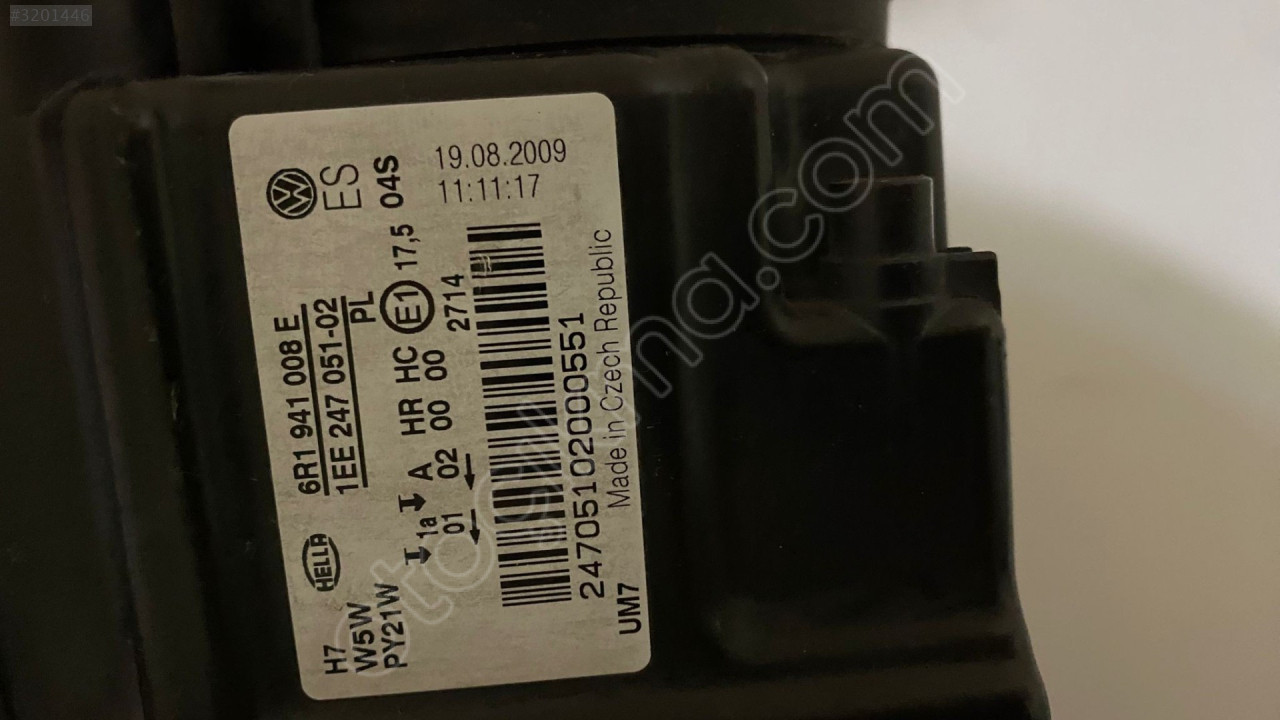 #3201446
HELLA
6R1 941 008 E
1EE 247 051-02
PL
ES
H7
W5W
PY21W
1a A HR HC E1 17,5 04S
01 02 00 00
2714
19.08.2009
11:11:17
24705102000551
UM7 Made in Czech Republic
otocikma.com